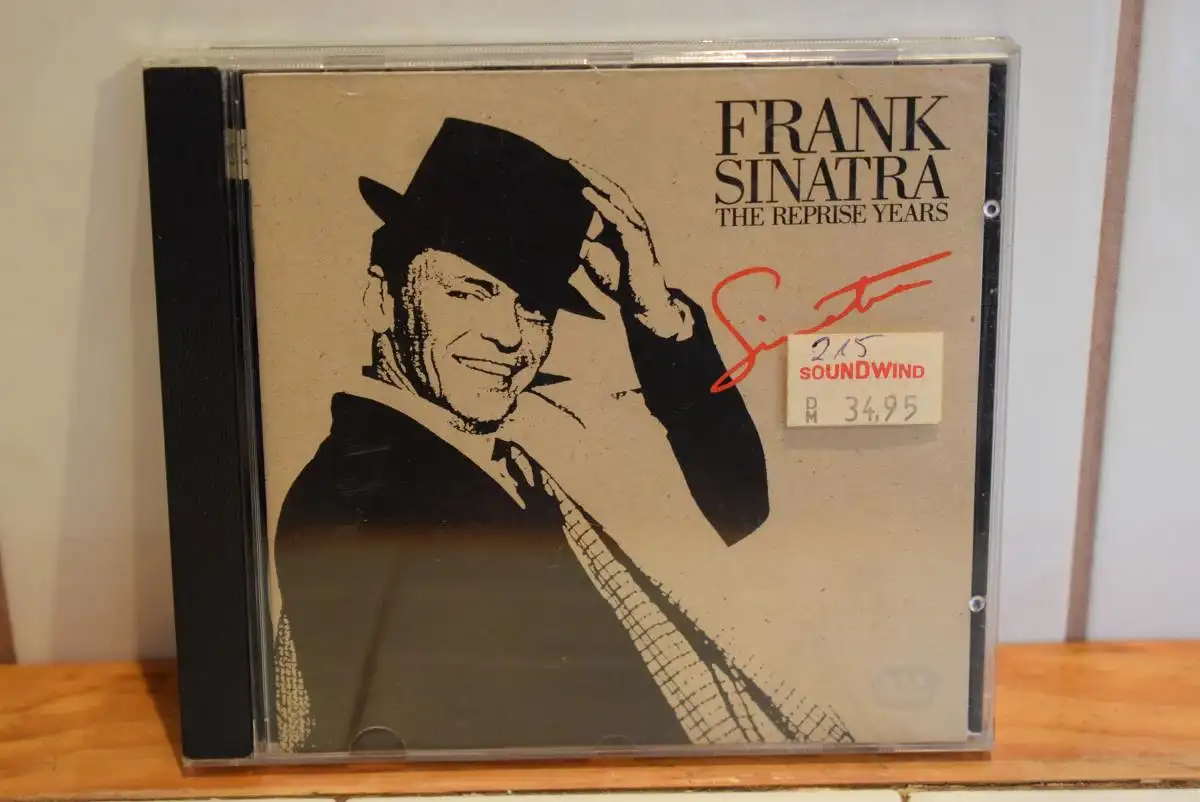 FRANK
SINATRA
THE REPRISE YEARS
Sinatra
215
SOUNDWIND
DM 34,95